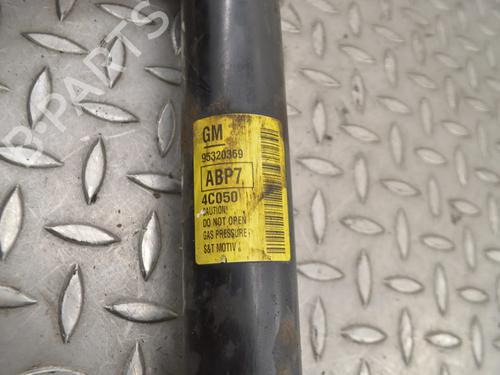 B-PARTS
GM
95320369
ABP7
4C050
CAUTION!
DO NOT OPEN
GAS PRESSURE
S&T MOTIV